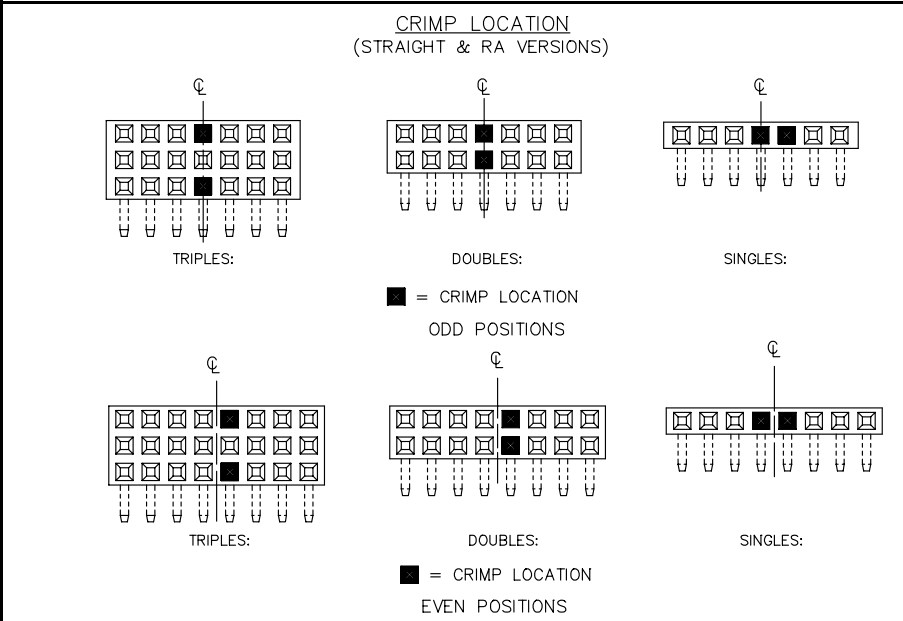 CRIMP LOCATION
(STRAIGHT & RA VERSIONS)
℄ ℄ ℄
TRIPLES: DOUBLES: SINGLES:
= CRIMP LOCATION
ODD POSITIONS
℄ ℄ ℄
TRIPLES: DOUBLES: SINGLES:
= CRIMP LOCATION
EVEN POSITIONS